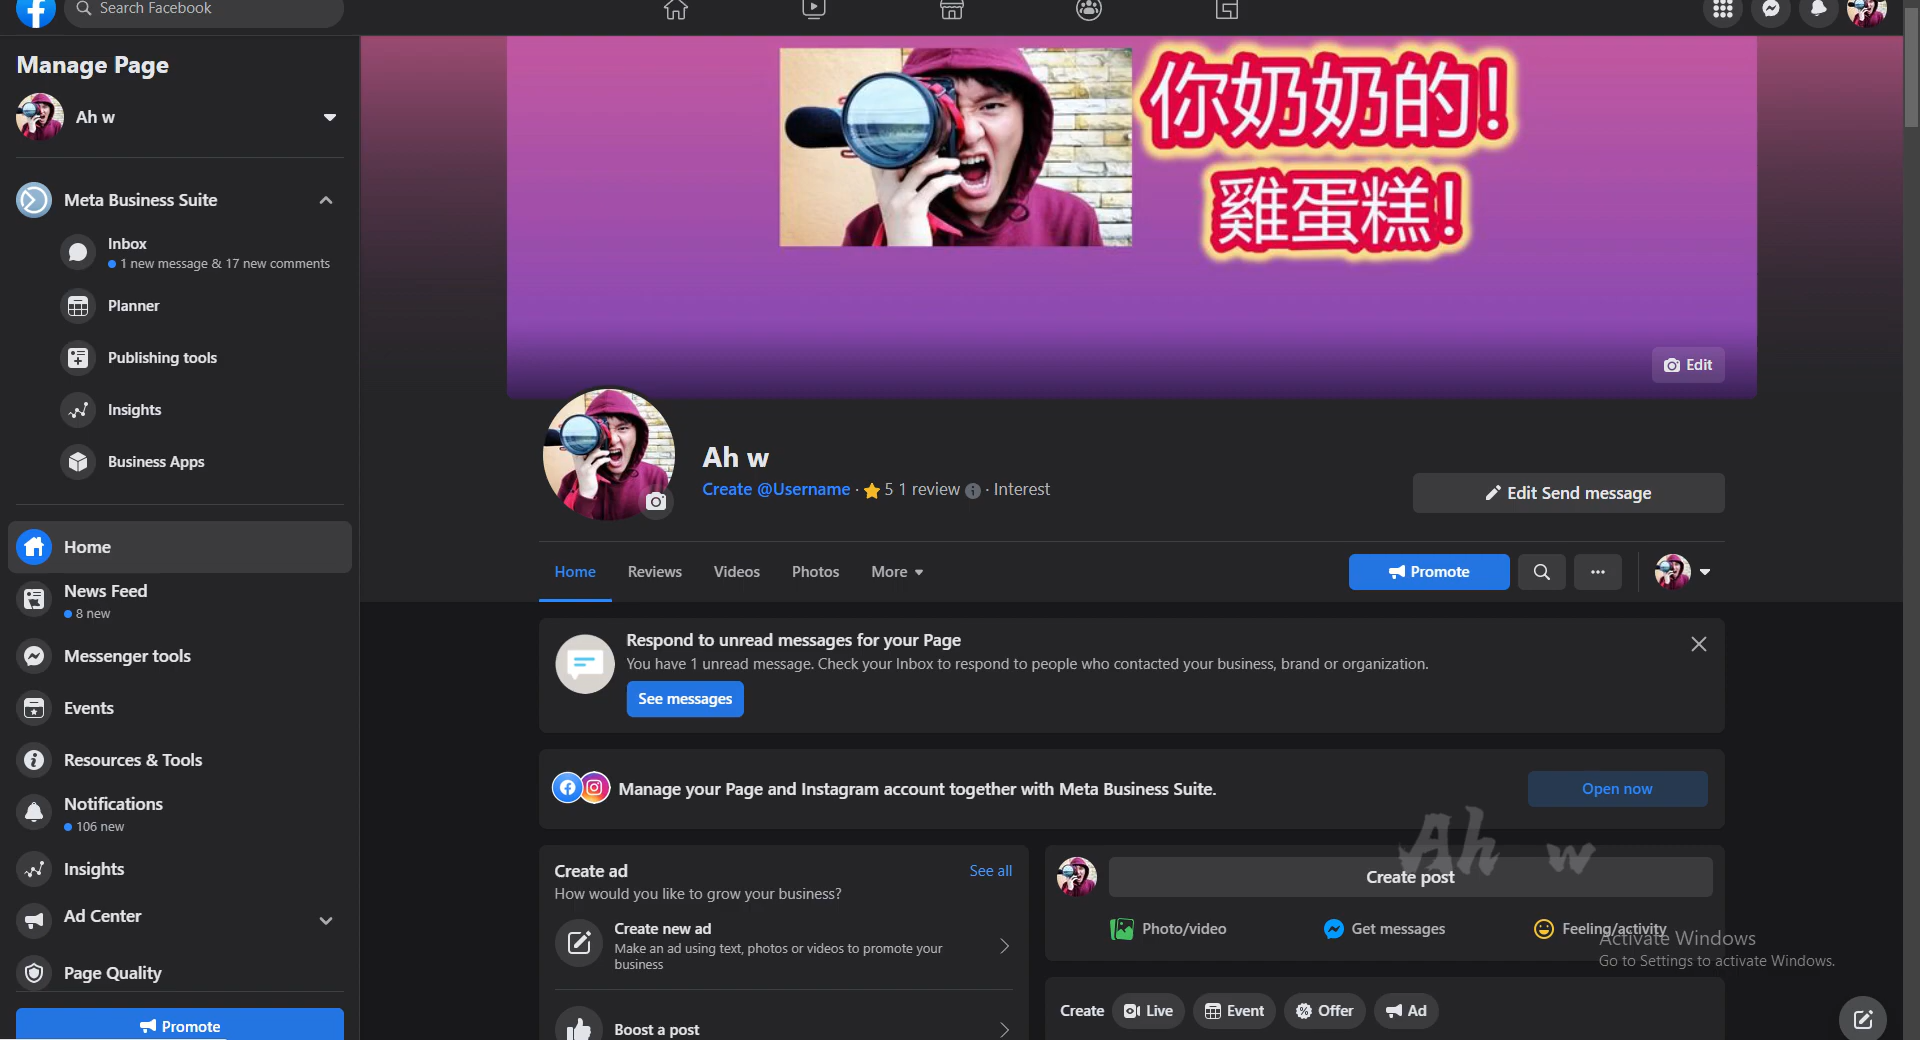 Search Facebook
Manage Page
Ah w
Meta Business Suite
Inbox
1 new message & 17 new comments
Planner
Publishing tools
Insights
Business Apps
Home
News Feed
8 new
Messenger tools
Events
Resources & Tools
Notifications
106 new
Insights
Ad Center
Page Quality
Promote
你奶奶的!
雞蛋糕!
Edit
Ah w
Create @Username · 5 1 review · Interest
Edit Send message
Home Reviews Videos Photos More
Promote
Respond to unread messages for your Page
You have 1 unread message. Check your Inbox to respond to people who contacted your business, brand or organization.
See messages
Manage your Page and Instagram account together with Meta Business Suite.
Open now
Create ad
See all
How would you like to grow your business?
Create new ad
Make an ad using text, photos or videos to promote your
business
Boost a post
Ah w
Create post
Photo/video
Get messages
Feeling/activity
Create Live Event Offer Ad
Activate Windows
Go to Settings to activate Windows.